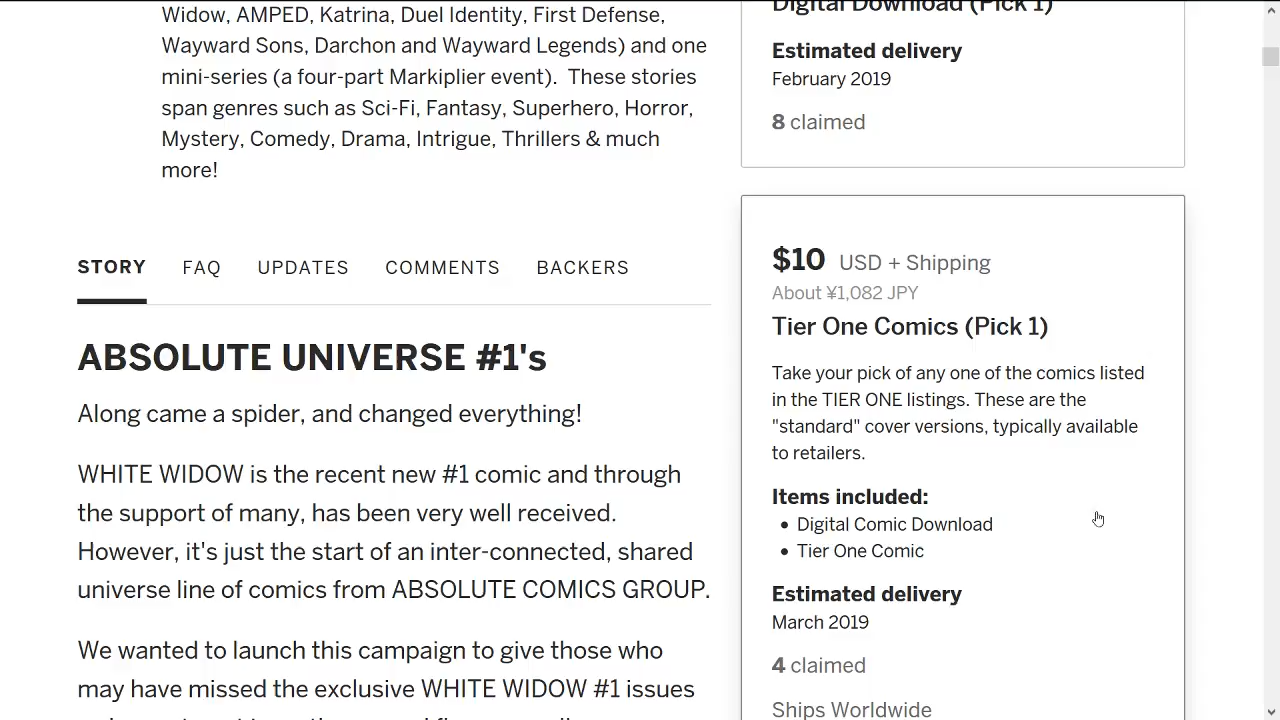 Widow, AMPED, Katrina, Duel Identity, First Defense,
Wayward Sons, Darchon and Wayward Legends) and one
mini-series (a four-part Markiplier event).  These stories
span genres such as Sci-Fi, Fantasy, Superhero, Horror,
Mystery, Comedy, Drama, Intrigue, Thrillers & much
more!
STORY FAQ UPDATES COMMENTS BACKERS
ABSOLUTE UNIVERSE #1's
Along came a spider, and changed everything!
WHITE WIDOW is the recent new #1 comic and through
the support of many, has been very well received.
However, it's just the start of an inter-connected, shared
universe line of comics from ABSOLUTE COMICS GROUP.
We wanted to launch this campaign to give those who
may have missed the exclusive WHITE WIDOW #1 issues
Digital Download (Pick 1)
Estimated delivery
February 2019
8 claimed
$10 USD + Shipping
About ¥1,082 JPY
Tier One Comics (Pick 1)
Take your pick of any one of the comics listed
in the TIER ONE listings. These are the
"standard" cover versions, typically available
to retailers.
Items included:
• Digital Comic Download
• Tier One Comic
Estimated delivery
March 2019
4 claimed
Ships Worldwide